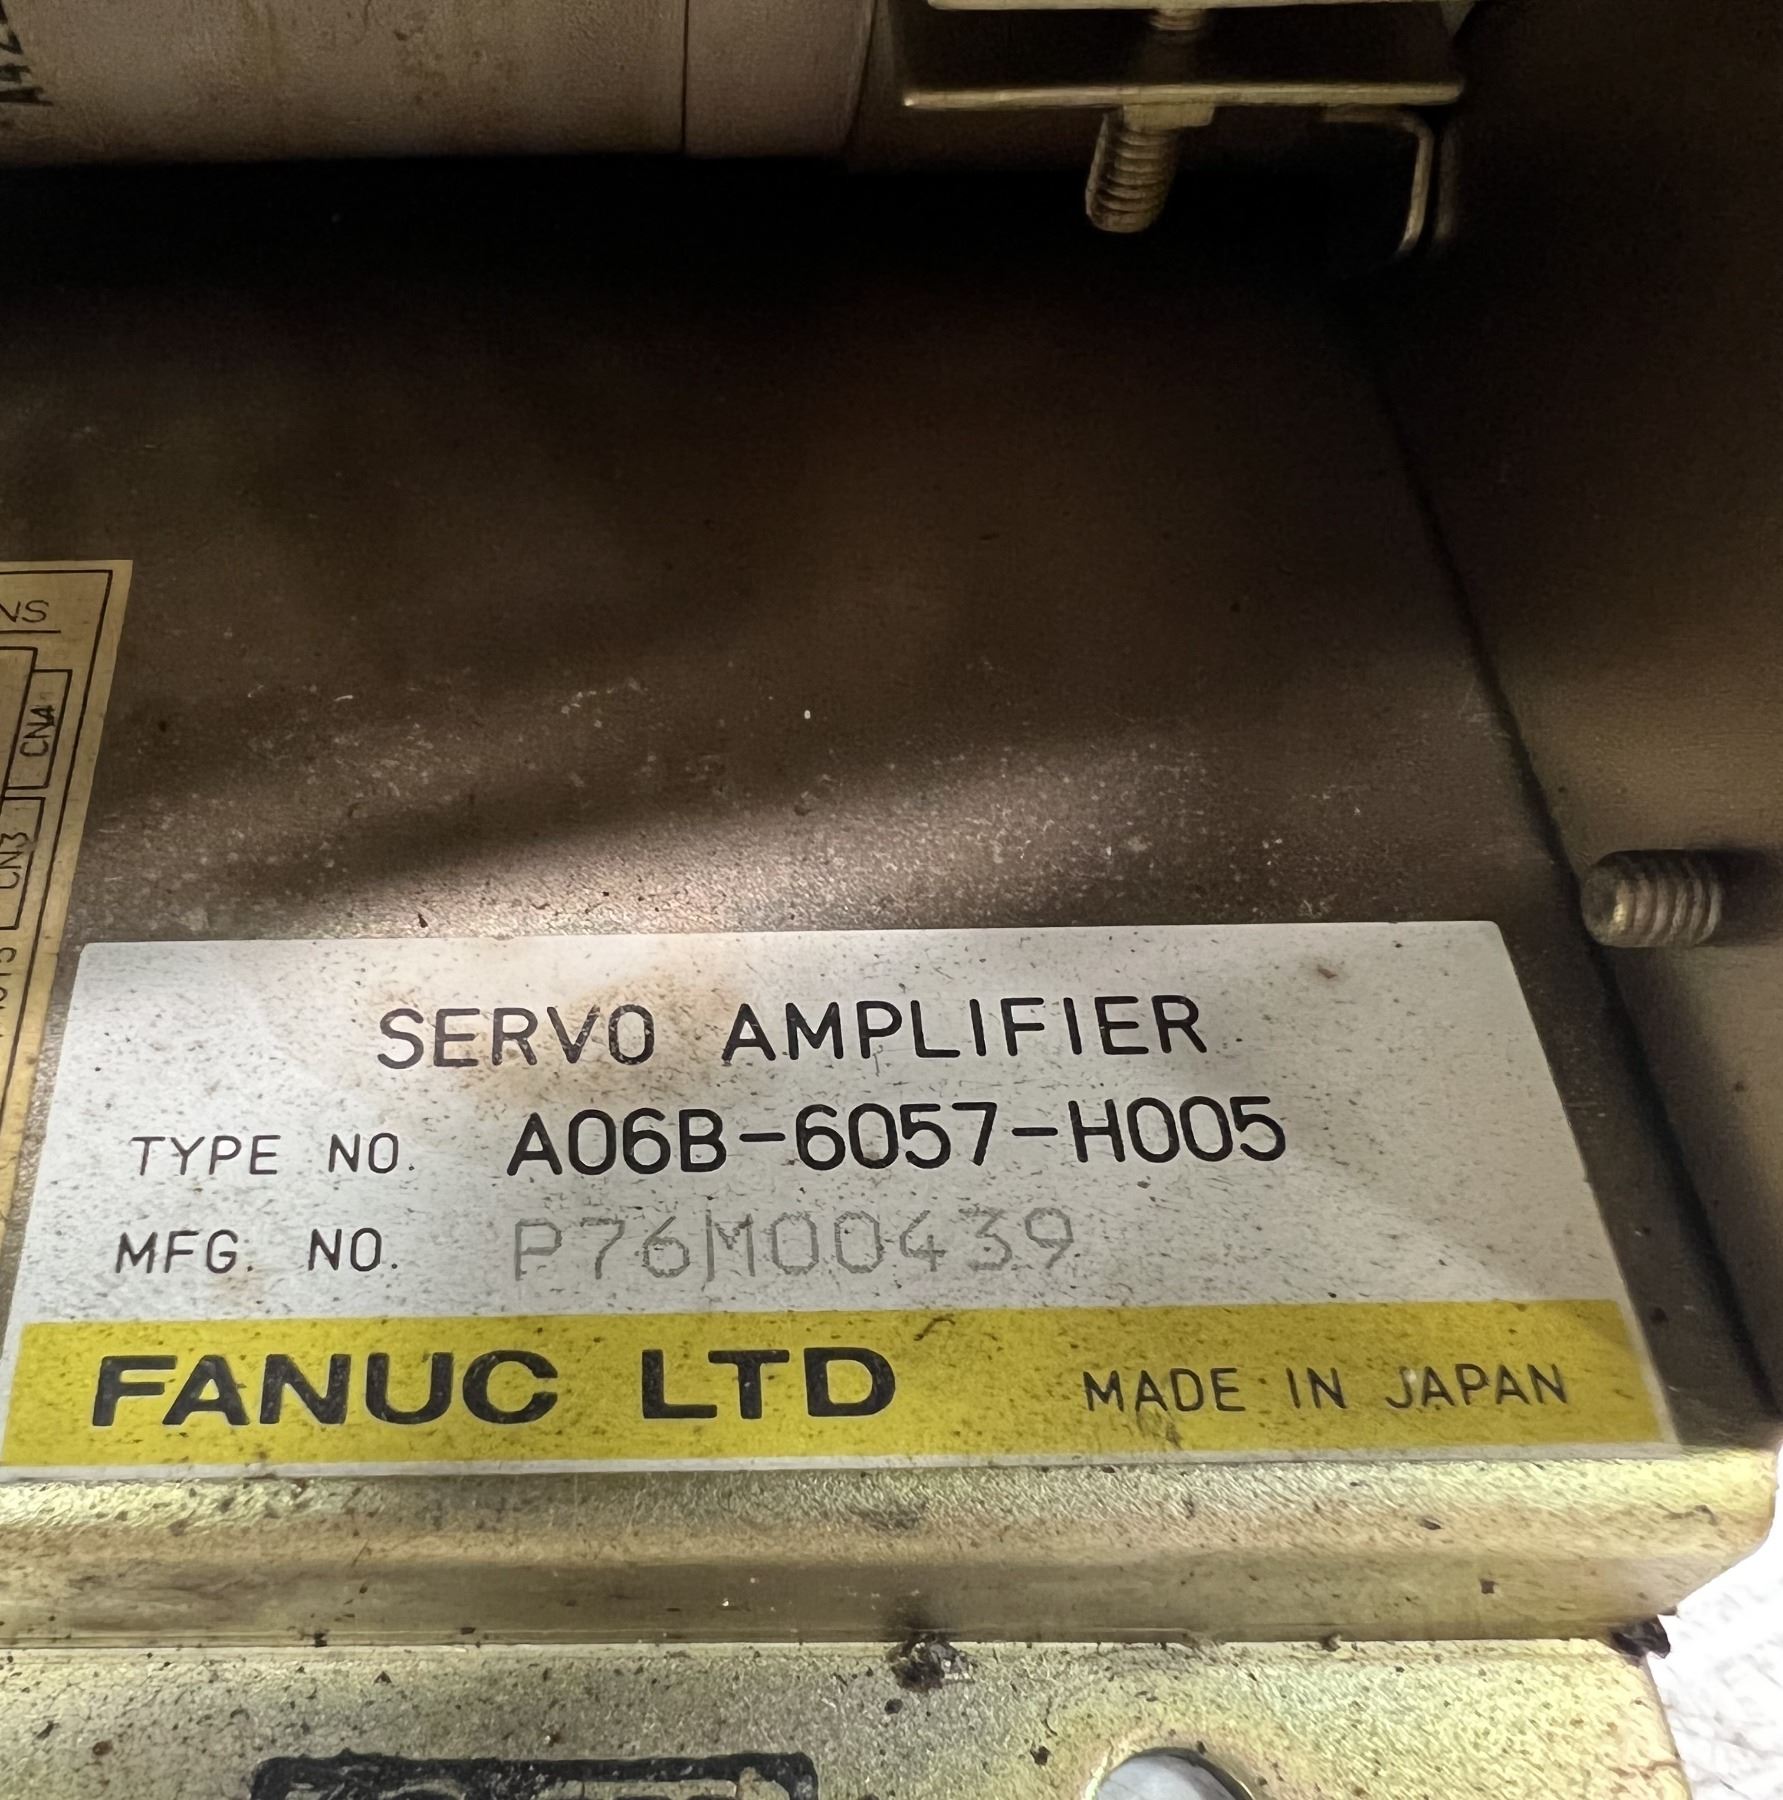 CN4
CN3
SERVO AMPLIFIER
TYPE NO. A06B-6057-H005
MFG. NO. P76M00439
FANUC LTD MADE IN JAPAN